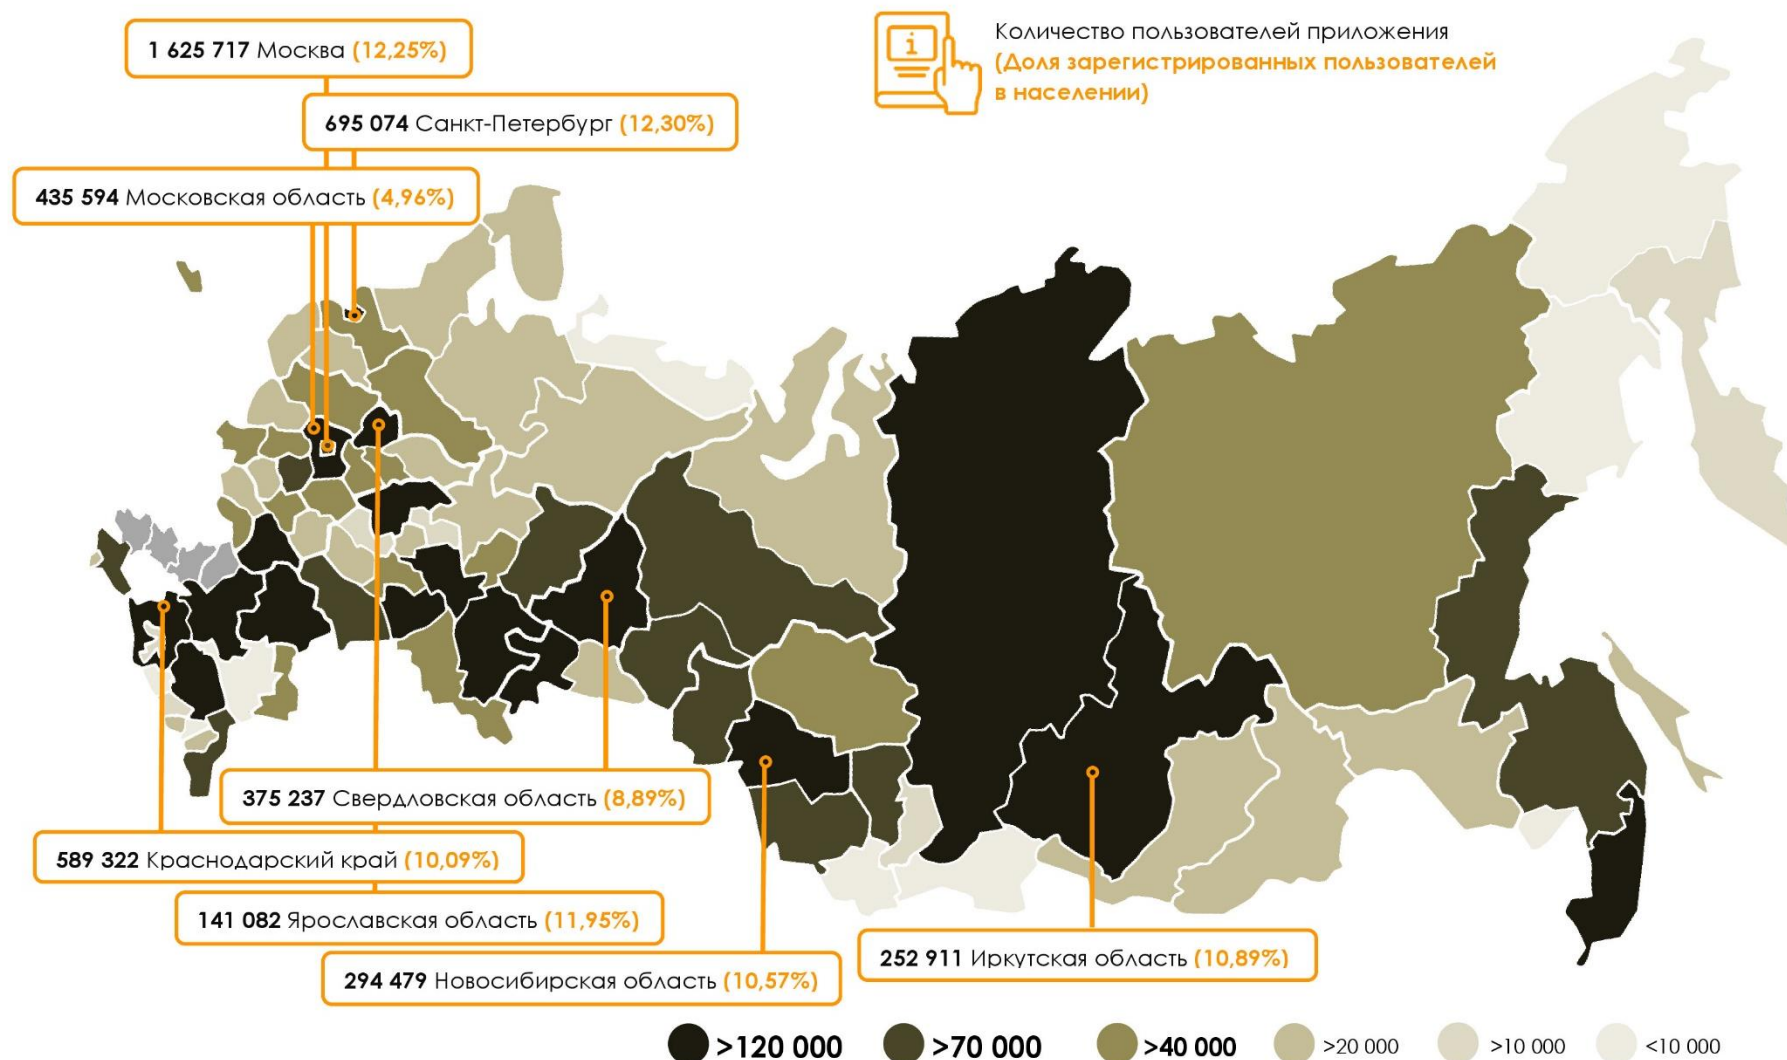 1 625 717 Москва (12,25%)
Количество пользователей приложения
(Доля зарегистрированных пользователей
в населении)
i
695 074 Санкт-Петербург (12,30%)
435 594 Московская область (4,96%)
375 237 Свердловская область (8,89%)
589 322 Краснодарский край (10,09%)
141 082 Ярославская область (11,95%)
294 479 Новосибирская область (10,57%)
252 911 Иркутская область (10,89%)
>120 000 >70 000 >40 000 >20 000 >10 000 <10 000